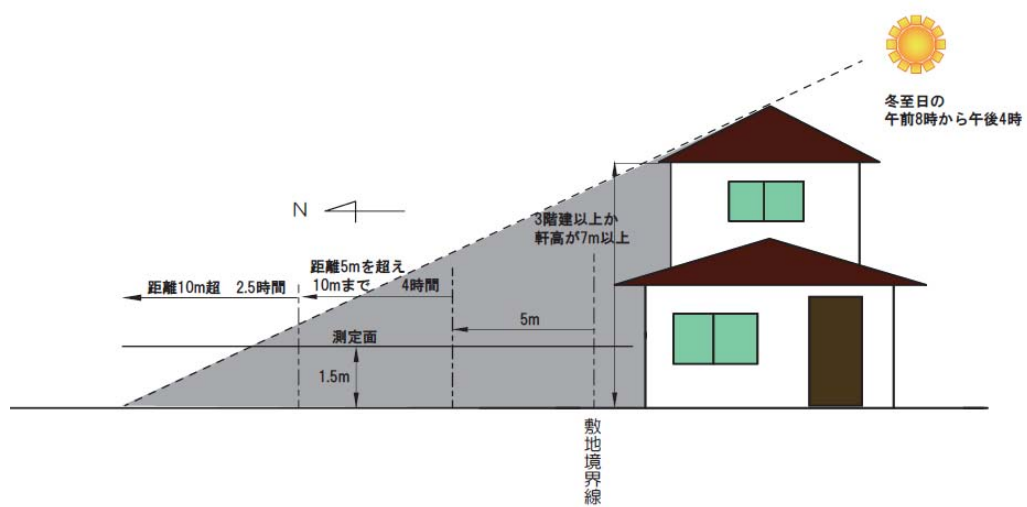 冬至日の
午前8時から午後4時
N
3階建以上か
軒高が7m以上
距離5mを超え
10mまで 4時間
距離10m超 2.5時間
5m
測定面
1.5m
敷地境界線